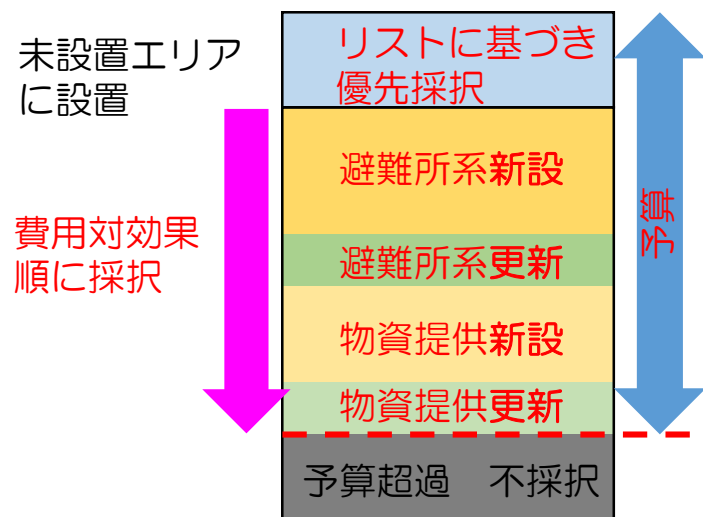 未設置エリア
に設置
リストに基づき
優先採択
避難所系新設
費用対効果
順に採択
避難所系更新
物資提供新設
物資提供更新
予算
予算超過　不採択